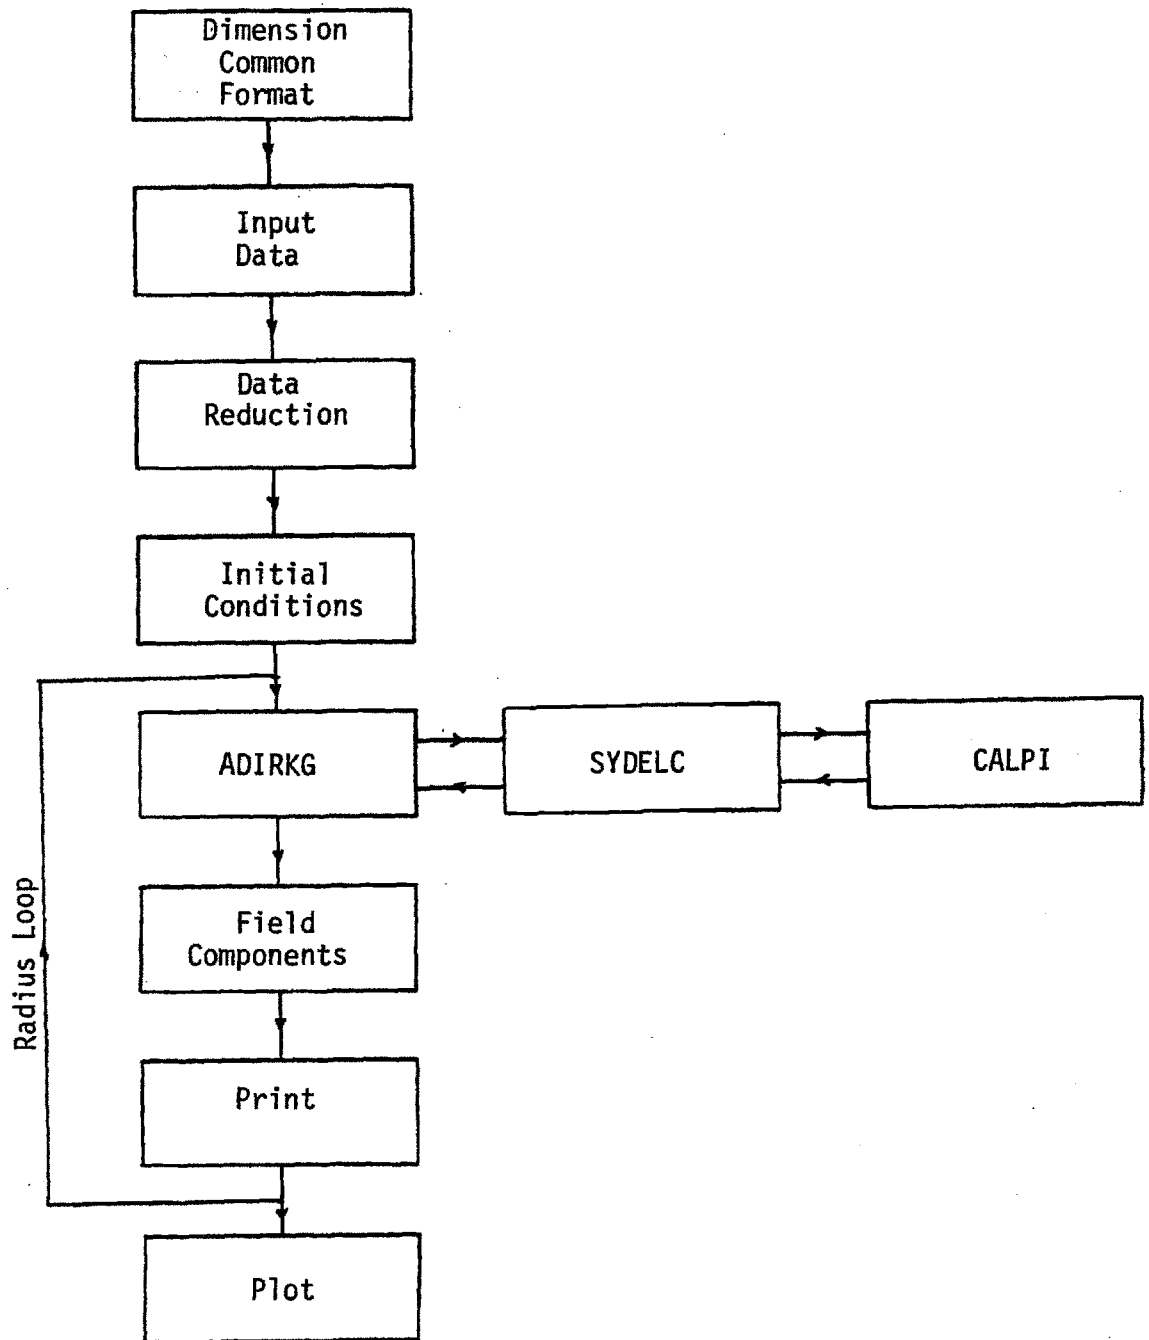 Dimension
Common
Format
Input
Data
Data
Reduction
Initial
Conditions
ADIRKG
SYDELC
CALPI
Field
Components
Radius Loop
Print
Plot